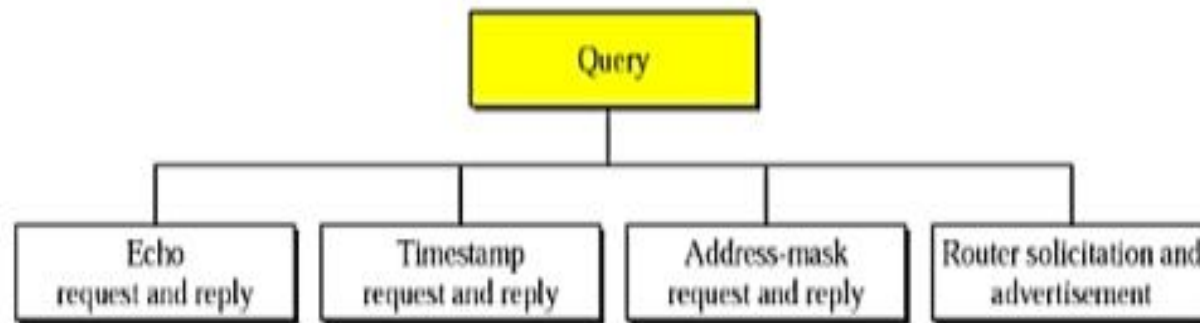 Query
Echo
request and reply
Timestamp
request and reply
Address-mask
request and reply
Router solicitation and
advertisement